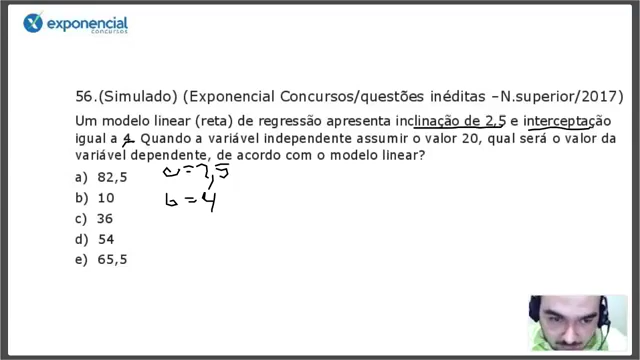 exponencial
concursos
56.(Simulado) (Exponencial Concursos/questões inéditas –N.superior/2017)
Um modelo linear (reta) de regressão apresenta inclinação de 2,5 e interceptação
igual a 4. Quando a variável independente assumir o valor 20, qual será o valor da
variável dependente, de acordo com o modelo linear?
a) 82,5
b) 10
c) 36
d) 54
e) 65,5
a=2,5
b=4